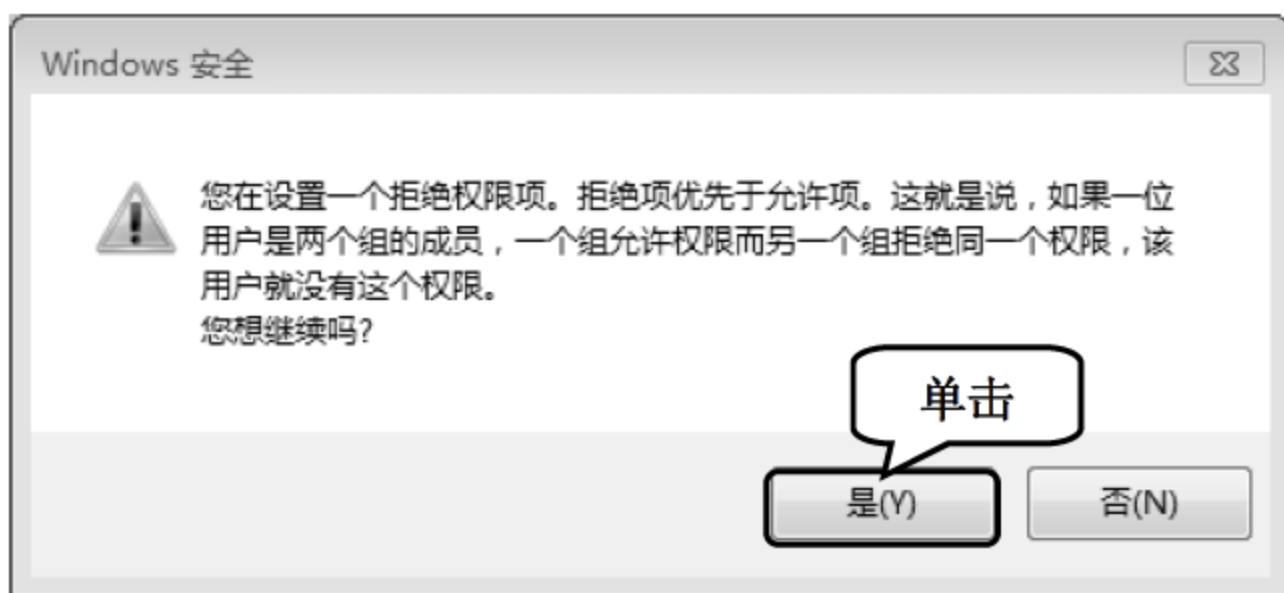 Windows 安全
您在设置一个拒绝权限项。拒绝项优先于允许项。这就是说，如果一位
用户是两个组的成员，一个组允许权限而另一个组拒绝同一个权限，该
用户就没有这个权限。
您想继续吗?
单击
是(Y)
否(N)